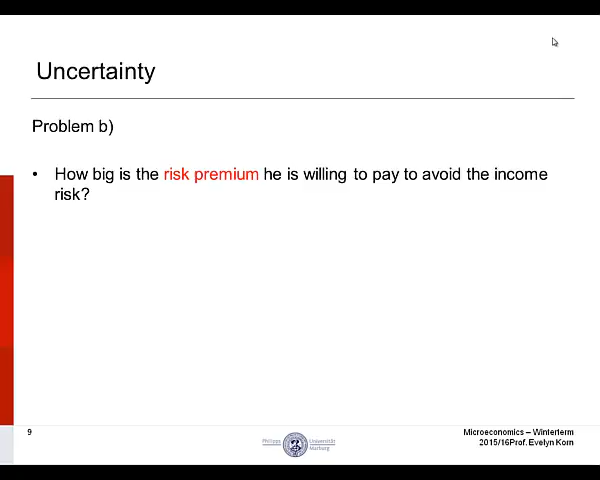 Uncertainty
Problem b)
• How big is the risk premium he is willing to pay to avoid the income
risk?
9
Philipps
Universität
Marburg
Microeconomics – Winterterm
2015/16Prof. Evelyn Korn